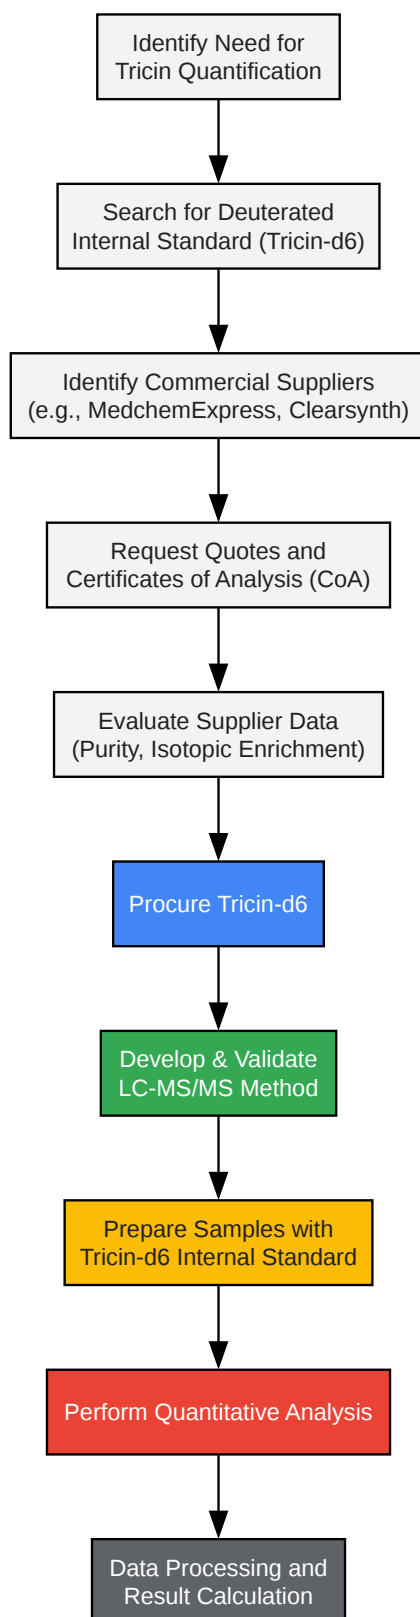 Identify Need for
Tricin Quantification
Search for Deuterated
Internal Standard (Tricin-d6)
Identify Commercial Suppliers
(e.g., MedchemExpress, Clearsynth)
Request Quotes and
Certificates of Analysis (CoA)
Evaluate Supplier Data
(Purity, Isotopic Enrichment)
Procure Tricin-d6
Develop & Validate
LC-MS/MS Method
Prepare Samples with
Tricin-d6 Internal Standard
Perform Quantitative Analysis
Data Processing and
Result Calculation